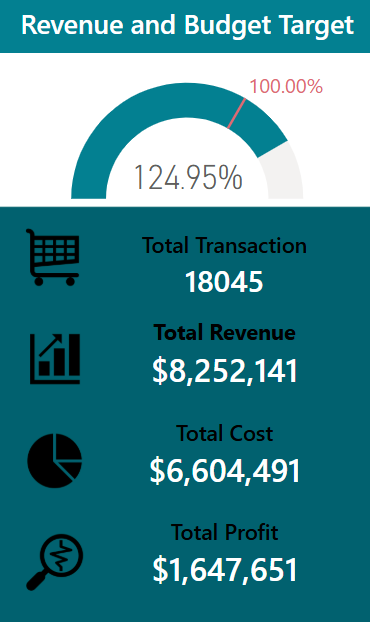 Revenue and Budget Target
100.00%
124.95%
Total Transaction
18045
Total Revenue
$8,252,141
Total Cost
$6,604,491
Total Profit
$1,647,651